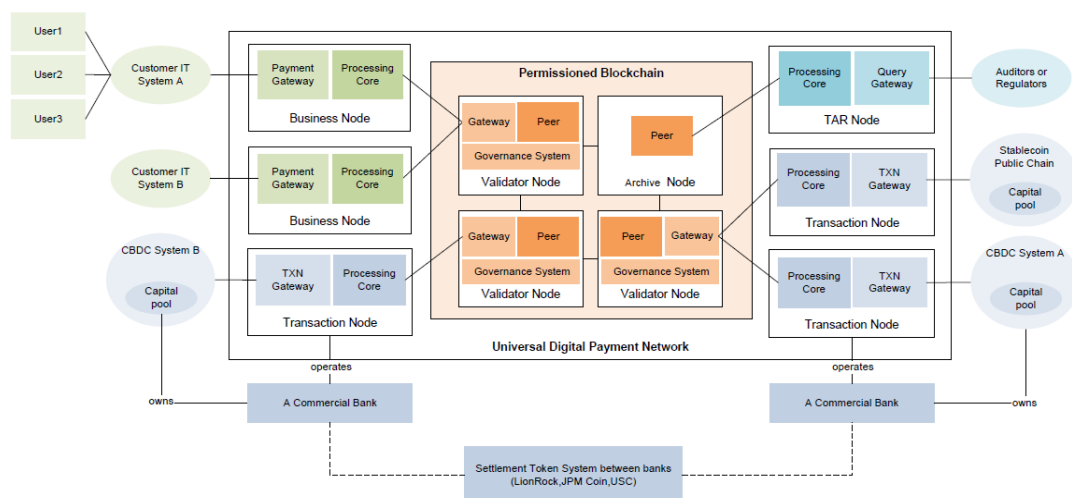 User1
User2
User3
Customer IT
System A
Customer IT
System B
CBDC System B
Capital
pool
owns
Payment
Gateway
Processing
Core
Business Node
Payment
Gateway
Processing
Core
Business Node
TXN
Gateway
Processing
Core
Transaction Node
Permissioned Blockchain
Gateway
Peer
Governance System
Validator Node
Peer
Archive Node
Gateway
Peer
Governance System
Validator Node
Peer
Gateway
Governance System
Validator Node
Processing
Core
Query
Gateway
TAR Node
Processing
Core
TXN
Gateway
Transaction Node
Processing
Core
TXN
Gateway
Transaction Node
Auditors or
Regulators
Stablecoin
Public Chain
Capital
pool
CBDC System A
Capital
pool
Universal Digital Payment Network
operates
operates
A Commercial Bank
A Commercial Bank
owns
Settlement Token System between banks
(LionRock,JPM Coin,USC)